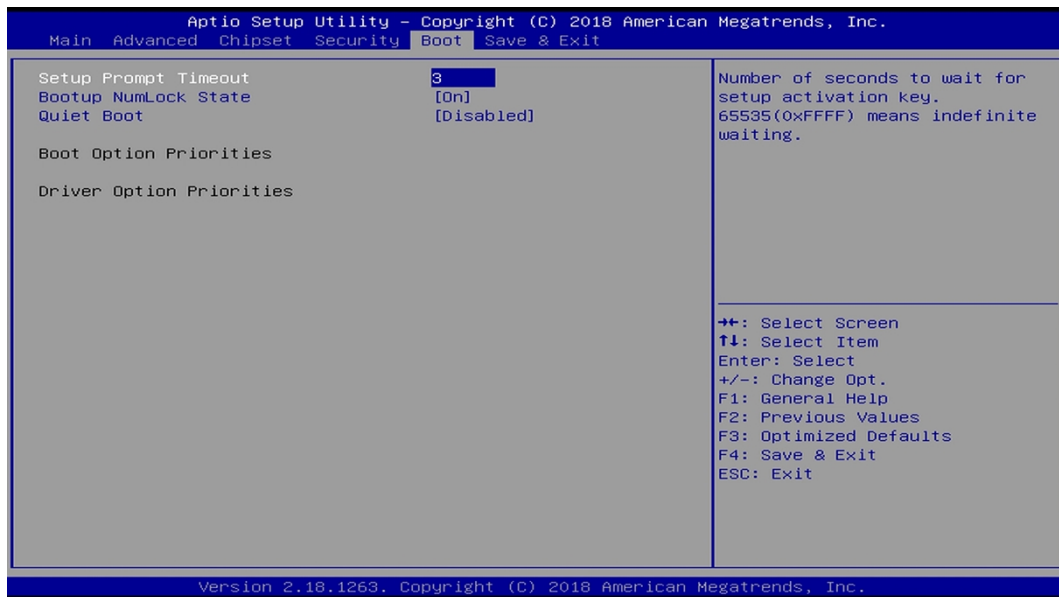 Aptio Setup Utility – Copyright (C) 2018 American Megatrends, Inc.
Main Advanced Chipset Security Boot Save & Exit
Setup Prompt Timeout 3
Bootup NumLock State [On]
Quiet Boot [Disabled]
Boot Option Priorities
Driver Option Priorities
Number of seconds to wait for
setup activation key.
65535(0xFFFF) means indefinite
waiting.
→←: Select Screen
↑↓: Select Item
Enter: Select
+/-: Change Opt.
F1: General Help
F2: Previous Values
F3: Optimized Defaults
F4: Save & Exit
ESC: Exit
Version 2.18.1263. Copyright (C) 2018 American Megatrends, Inc.